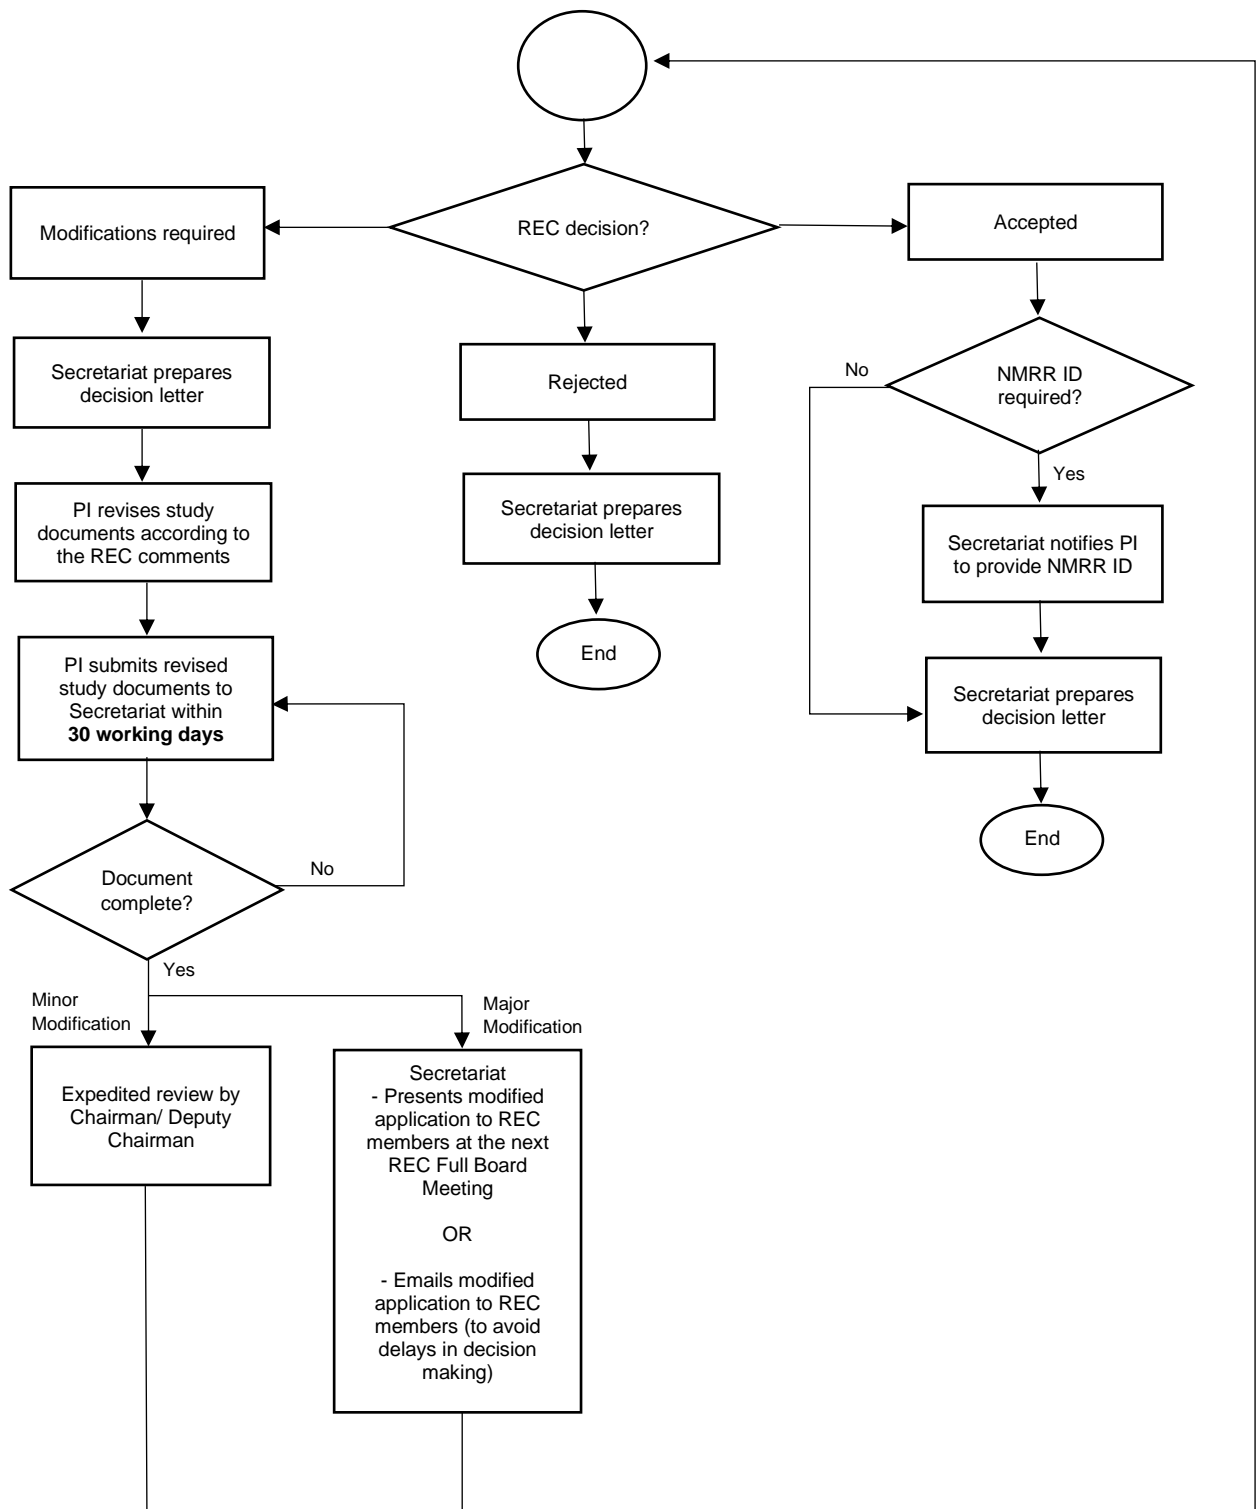 REC decision?
Modifications required
Accepted
Secretariat prepares
decision letter
Rejected
No
NMRR ID
required?
Yes
PI revises study
documents according to
the REC comments
Secretariat prepares
decision letter
Secretariat notifies PI
to provide NMRR ID
End
PI submits revised
study documents to
Secretariat within
30 working days
Secretariat prepares
decision letter
End
Document
complete?
No
Yes
Minor
Modification
Major
Modification
Expedited review by
Chairman/ Deputy
Chairman
Secretariat
- Presents modified
application to REC
members at the next
REC Full Board
Meeting
OR
- Emails modified
application to REC
members (to avoid
delays in decision
making)